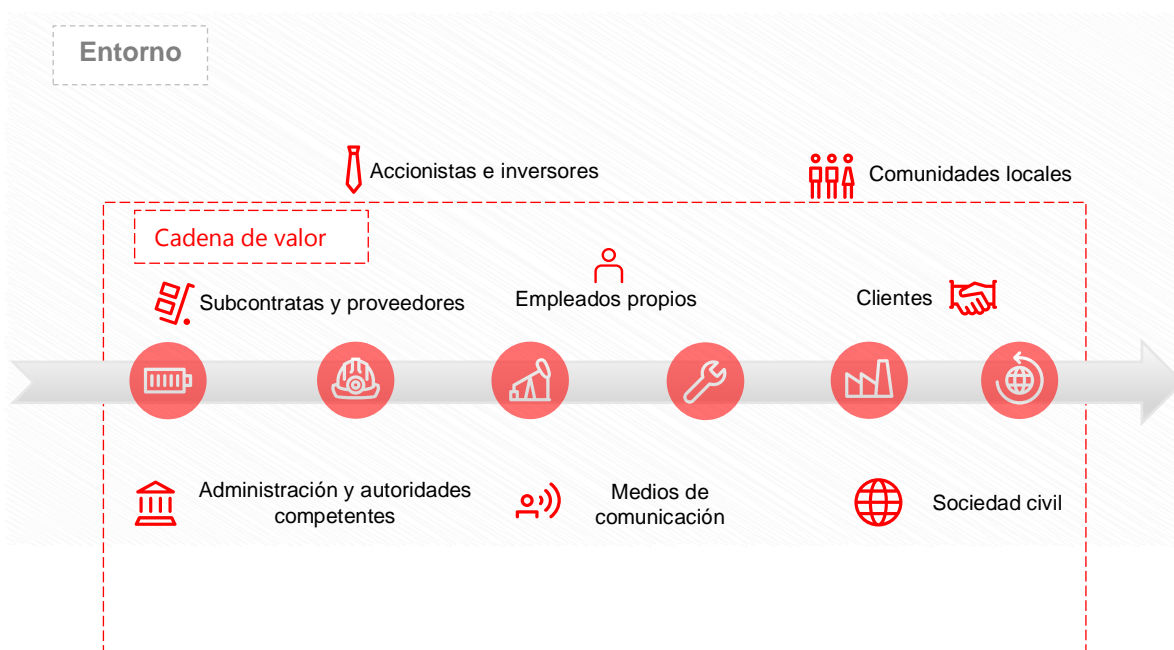 Entorno
Accionistas e inversores
Comunidades locales
Cadena de valor
Subcontratas y proveedores
Empleados propios
Clientes
Administración y autoridades
competentes
Medios de
comunicación
Sociedad civil